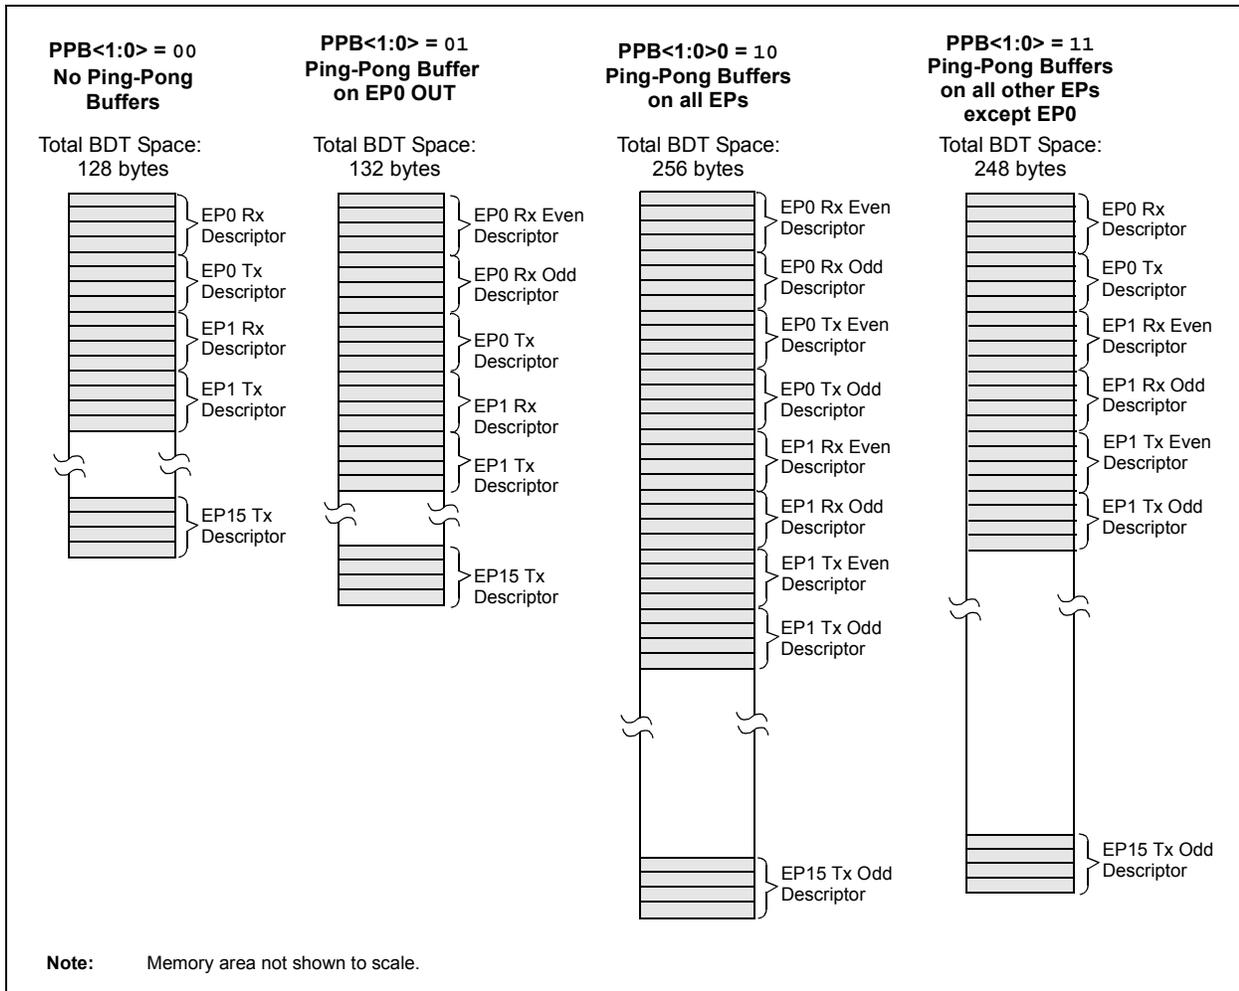 PPB<1:0> = 00
No Ping-Pong
Buffers
Total BDT Space:
128 bytes
EP0 Rx
Descriptor
EP0 Tx
Descriptor
EP1 Rx
Descriptor
EP1 Tx
Descriptor
EP15 Tx
Descriptor
PPB<1:0> = 01
Ping-Pong Buffer
on EP0 OUT
Total BDT Space:
132 bytes
EP0 Rx Even
Descriptor
EP0 Rx Odd
Descriptor
EP0 Tx
Descriptor
EP1 Rx
Descriptor
EP1 Tx
Descriptor
EP15 Tx
Descriptor
PPB<1:0>0 = 10
Ping-Pong Buffers
on all EPs
Total BDT Space:
256 bytes
EP0 Rx Even
Descriptor
EP0 Rx Odd
Descriptor
EP0 Tx Even
Descriptor
EP0 Tx Odd
Descriptor
EP1 Rx Even
Descriptor
EP1 Rx Odd
Descriptor
EP1 Tx Even
Descriptor
EP1 Tx Odd
Descriptor
EP15 Tx Odd
Descriptor
PPB<1:0> = 11
Ping-Pong Buffers
on all other EPs
except EP0
Total BDT Space:
248 bytes
EP0 Rx
Descriptor
EP0 Tx
Descriptor
EP1 Rx Even
Descriptor
EP1 Rx Odd
Descriptor
EP1 Tx Even
Descriptor
EP1 Tx Odd
Descriptor
EP15 Tx Odd
Descriptor
Note: Memory area not shown to scale.